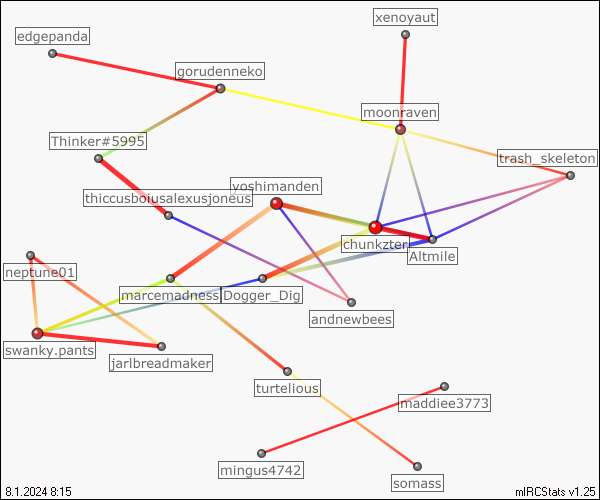 xenoyaut
edgepanda
gorudenneko
moonraven
Thinker#5995
trash_skeleton
yoshimanden
thiccusboiusalexusjoneus
chunkzter
Altmile
neptune01
marcemadness
Dogger_Dig
andnewbees
swanky.pants
jarlbreadmaker
turtelious
maddiee3773
mingus4742
somass
8.1.2024 8:15
mIRCStats v1.25